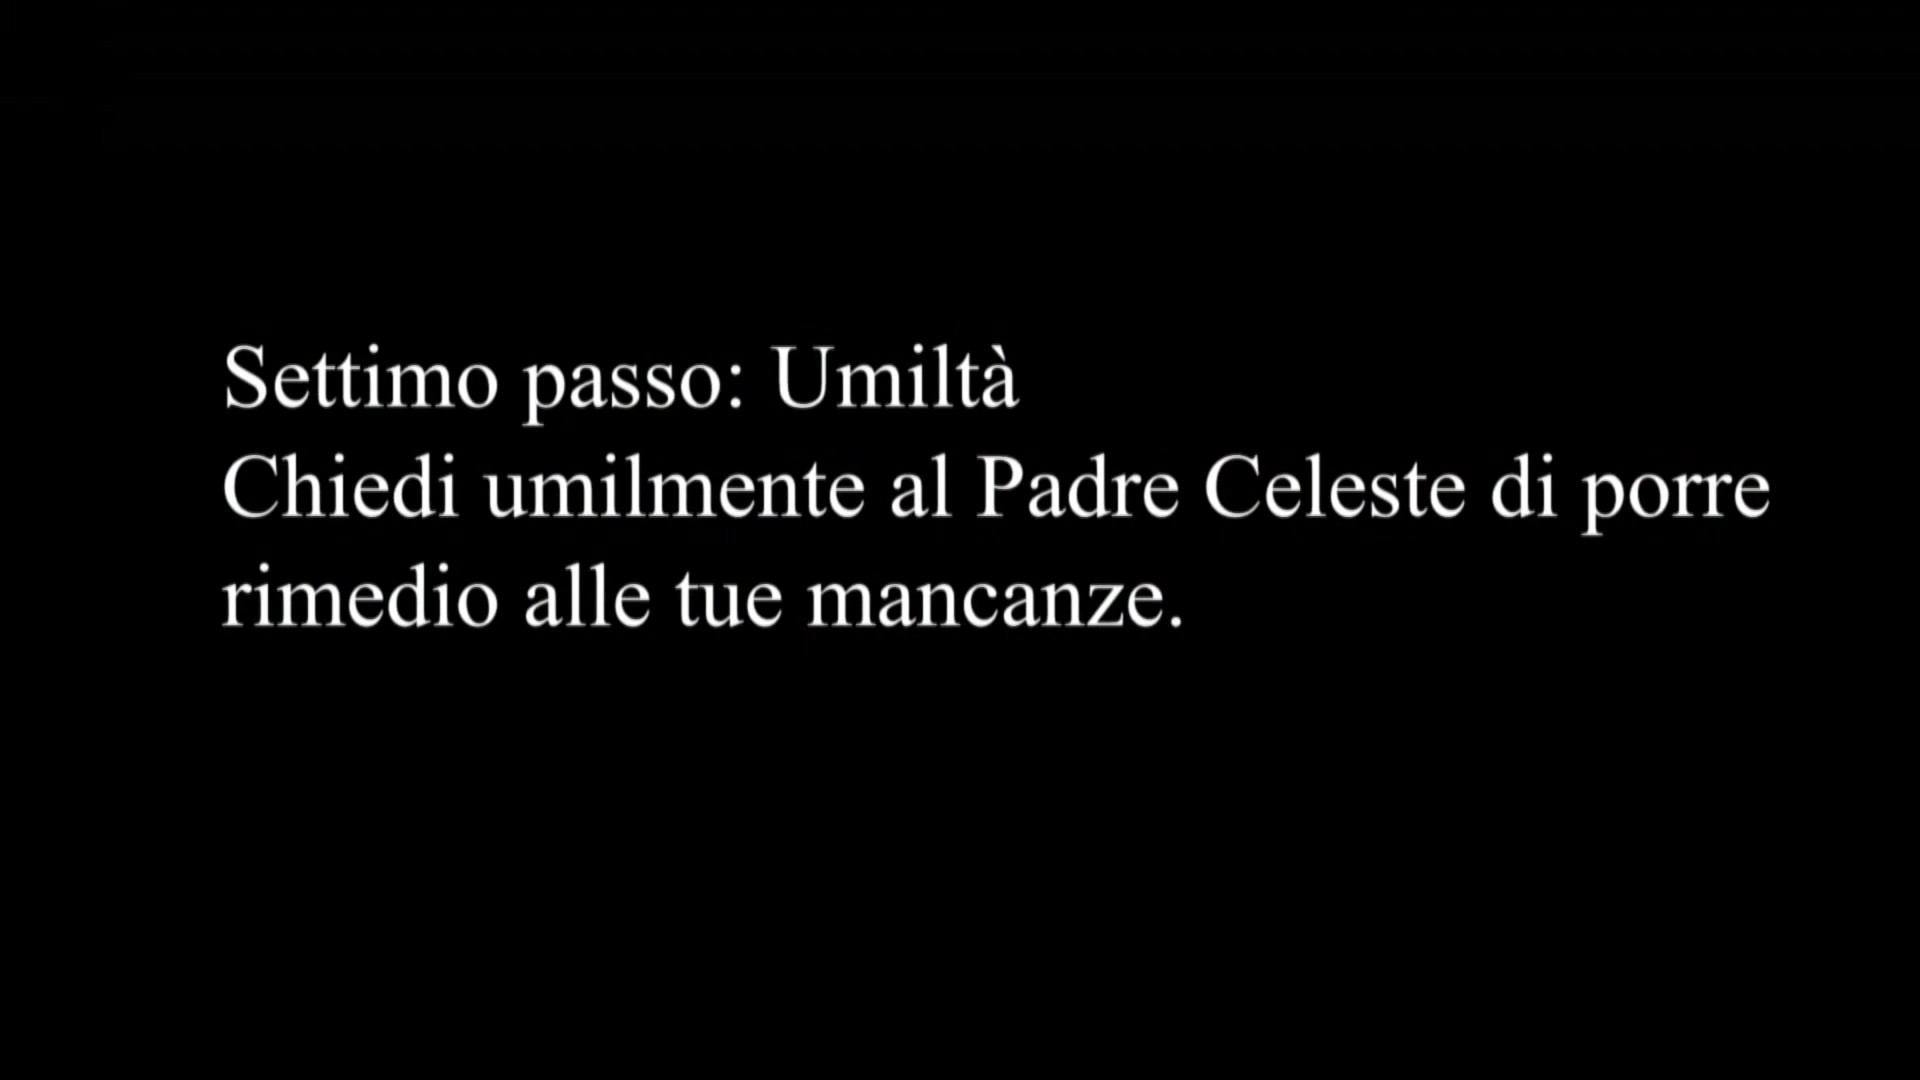 Settimo passo: Umiltà
Chiedi umilmente al Padre Celeste di porre
rimedio alle tue mancanze.